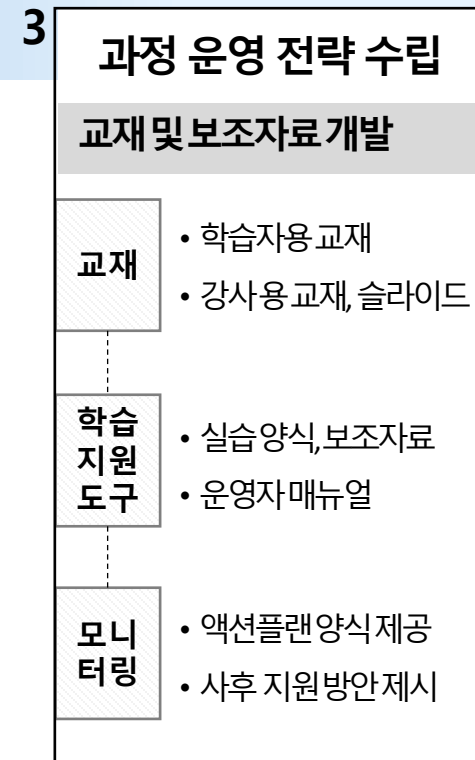 3
과정 운영 전략 수립
교재 및 보조자료 개발
교재
• 학습자용 교재
• 강사용 교재, 슬라이드
학습
지원
도구
• 실습 양식, 보조자료
• 운영자 매뉴얼
모니
터링
• 액션플랜 양식 제공
• 사후 지원 방안 제시